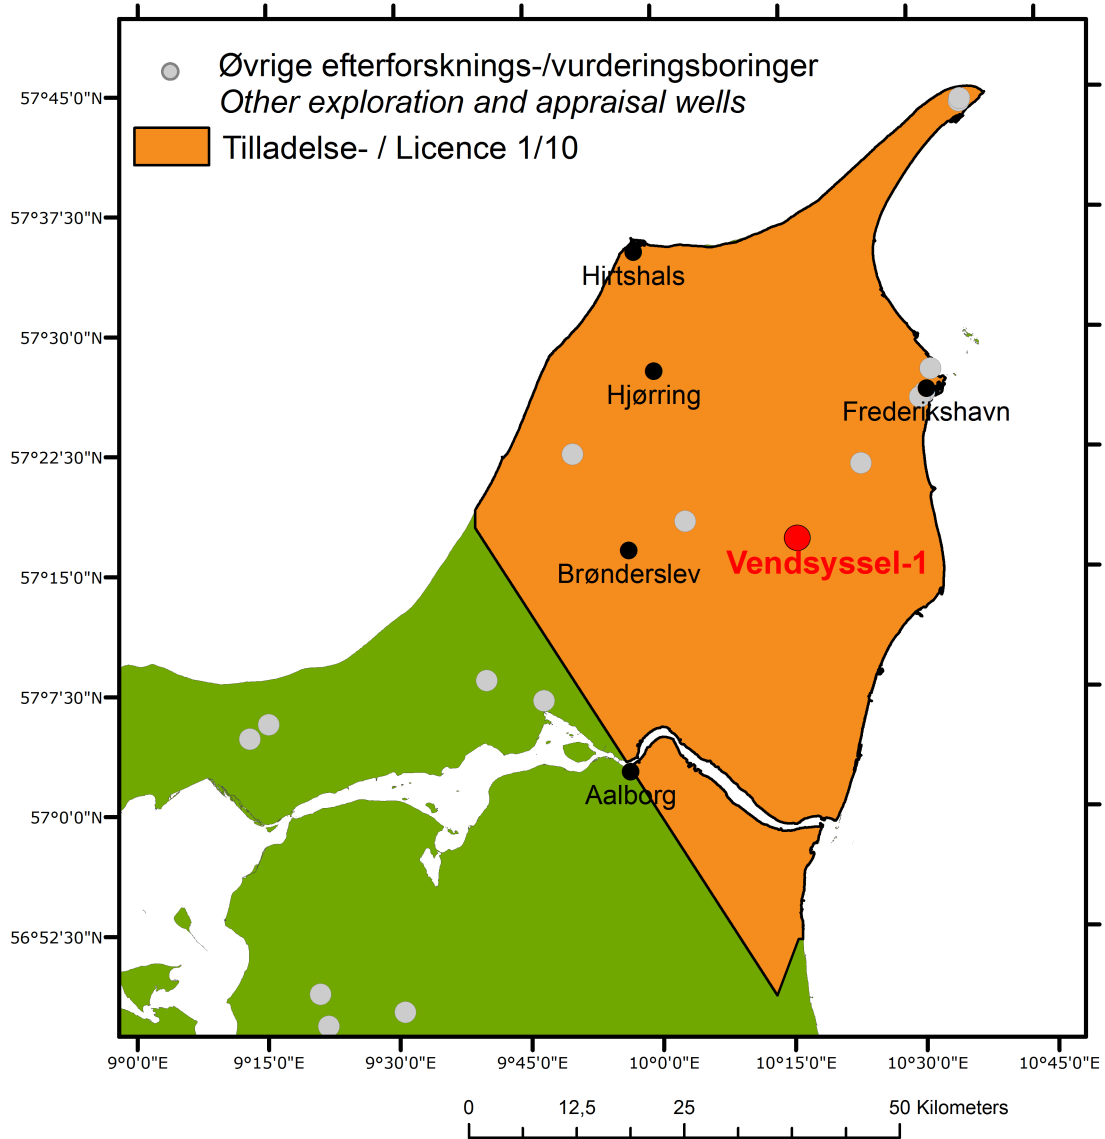 Øvrige efterforsknings-/vurderingsboringer
Other exploration and appraisal wells
Tilladelse- / Licence 1/10
57°45'0"N
57°37'30"N
57°30'0"N
57°22'30"N
57°15'0"N
57°7'30"N
57°0'0"N
56°52'30"N
Hirtshals
Hjørring
Frederikshavn
Vendsyssel-1
Brønderslev
Aalborg
9°0'0"E 9°15'0"E 9°30'0"E 9°45'0"E 10°0'0"E 10°15'0"E 10°30'0"E 10°45'0"E
0 12,5 25 50 Kilometers